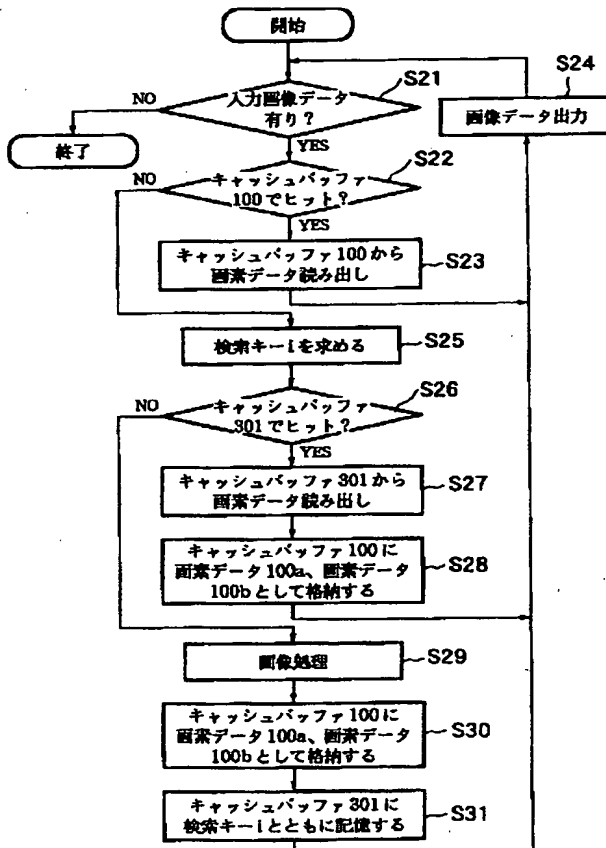 開始
S21
S24
入力画像データ
有り？
NO
画像データ出力
終了
YES
S22
NO
キャッシュバッファ
100でヒット？
YES
キャッシュバッファ100から
画素データ読み出し
S23
検索キーiを求める
S25
S26
NO
キャッシュバッファ
301でヒット？
YES
キャッシュバッファ301から
画素データ読み出し
S27
キャッシュバッファ100に
画素データ100a、画素データ
100bとして格納する
S28
画像処理
S29
キャッシュバッファ100に
画素データ100a、画素データ
100bとして格納する
S30
キャッシュバッファ301に
検索キーiとともに記憶する
S31